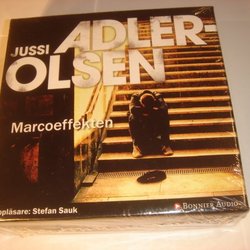 JUSSI ADLER-
OLSEN
Marcoeffekten
Uppläsare: Stefan Sauk
BONNIER AUDIO